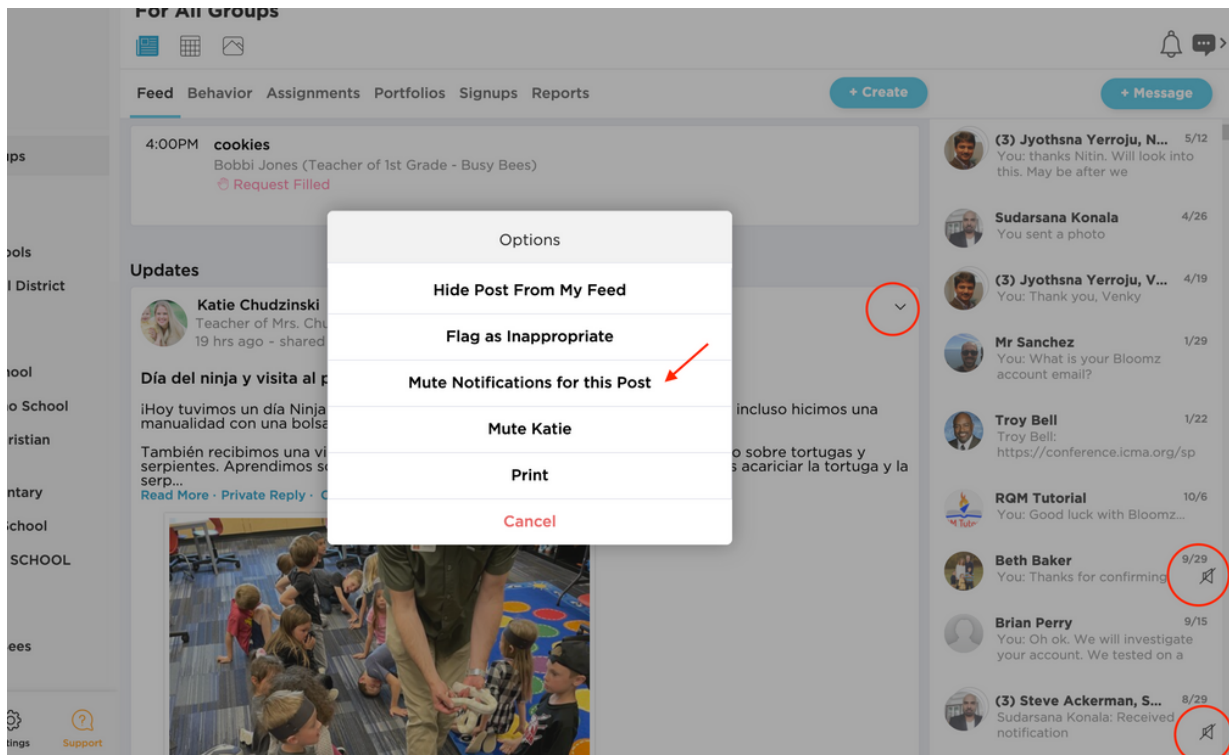 For All Groups
Feed Behavior Assignments Portfolios Signups Reports
+ Create
+ Message
ups
ools
l District
hool
o School
ristian
ntary
School
SCHOOL
ees
tings
Support
4:00PM cookies
Bobbi Jones (Teacher of 1st Grade - Busy Bees)
Request Filled
Updates
Katie Chudzinski
Teacher of Mrs. Chu
19 hrs ago - shared
Día del ninja y visita al p
¡Hoy tuvimos un día Ninja
incluso hicimos una
manualidad con una bolsa
También recibimos una vi
o sobre tortugas y
serpientes. Aprendimos so
s acariciar la tortuga y la
serp...
Read More · Private Reply · C
Options
Hide Post From My Feed
Flag as Inappropriate
Mute Notifications for this Post
Mute Katie
Print
Cancel
(3) Jyothsna Yerroju, N... 5/12
You: thanks Nitin. Will look into
this. May be after we
Sudarsana Konala 4/26
You sent a photo
(3) Jyothsna Yerroju, V... 4/19
You: Thank you, Venky
Mr Sanchez 1/29
You: What is your Bloomz
account email?
Troy Bell 1/22
Troy Bell:
https://conference.icma.org/sp
RQM Tutorial 10/6
You: Good luck with Bloomz...
Beth Baker 9/29
You: Thanks for confirming
Brian Perry 9/15
You: Oh ok. We will investigate
your account. We tested on a
(3) Steve Ackerman, S... 8/29
Sudarsana Konala: Received
notification